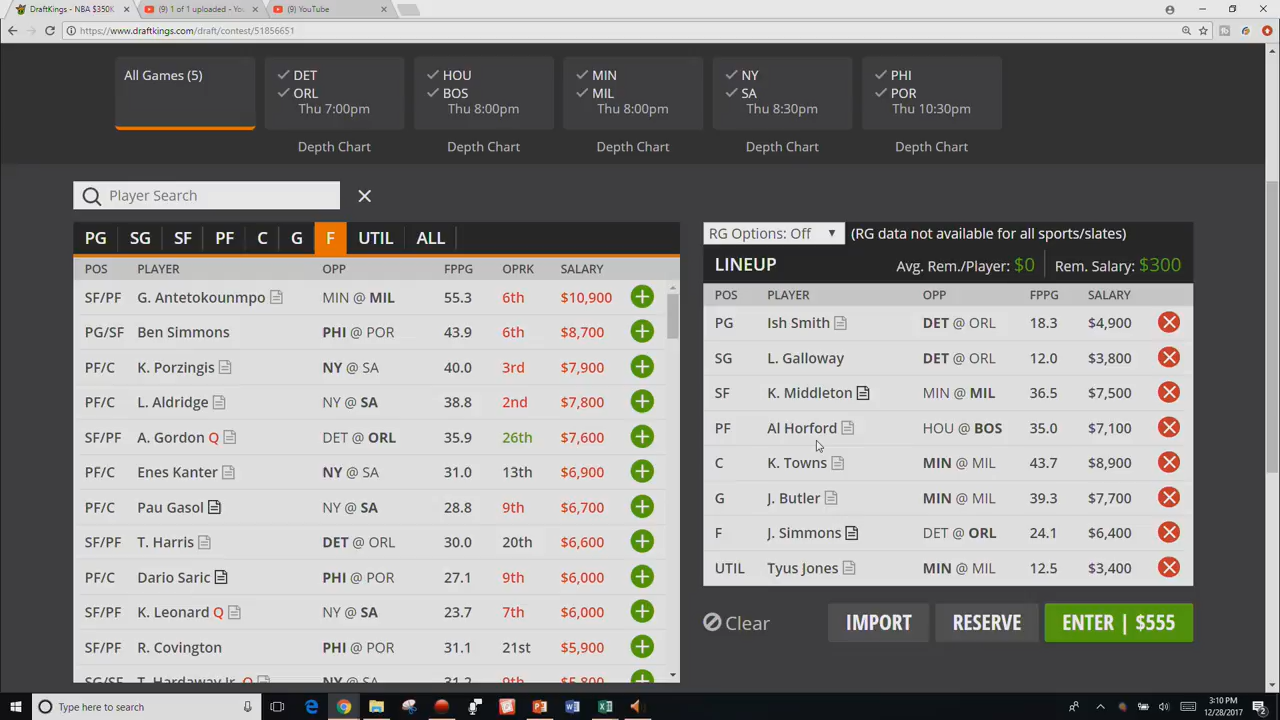 DraftKings - NBA $350K
(9) 1 of 1 uploaded - You
(9) YouTube
https://www.draftkings.com/draft/contest/51856651
All Games (5)
DET
ORL
Thu 7:00pm
HOU
BOS
Thu 8:00pm
MIN
MIL
Thu 8:00pm
NY
SA
Thu 8:30pm
PHI
POR
Thu 10:30pm
Depth Chart Depth Chart Depth Chart Depth Chart Depth Chart
Player Search
PG SG SF PF C G F UTIL ALL
POS PLAYER OPP FPPG OPRK SALARY
SF/PF G. Antetokounmpo MIN @ MIL 55.3 6th $10,900
PG/SF Ben Simmons PHI @ POR 43.9 6th $8,700
PF/C K. Porzingis NY @ SA 40.0 3rd $7,900
PF/C L. Aldridge NY @ SA 38.8 2nd $7,800
SF/PF A. Gordon Q DET @ ORL 35.9 26th $7,600
PF/C Enes Kanter NY @ SA 31.0 13th $6,900
PF/C Pau Gasol NY @ SA 28.8 9th $6,700
SF/PF T. Harris DET @ ORL 30.9 20th $6,600
PF/C Dario Saric PHI @ POR 27.1 9th $6,000
SF/PF K. Leonard Q NY @ SA 23.7 7th $6,000
SF/PF R. Covington PHI @ POR 31.1 21st $5,900
SG/SF T. Hardaway Jr. Q NY @ SA 31.2 8th $5,800
RG Options: Off (RG data not available for all sports/slates)
LINEUP Avg. Rem./Player: $0 Rem. Salary: $300
POS PLAYER OPP FPPG SALARY
PG Ish Smith DET @ ORL 18.3 $4,900
SG L. Galloway DET @ ORL 12.0 $3,800
SF K. Middleton MIN @ MIL 36.5 $7,500
PF Al Horford HOU @ BOS 35.0 $7,100
C K. Towns MIN @ MIL 43.7 $8,900
G J. Butler MIN @ MIL 39.3 $7,700
F J. Simmons DET @ ORL 24.1 $6,400
UTIL Tyus Jones MIN @ MIL 12.5 $3,400
Clear IMPORT RESERVE ENTER | $555
Type here to search
3:10 PM
12/28/2017